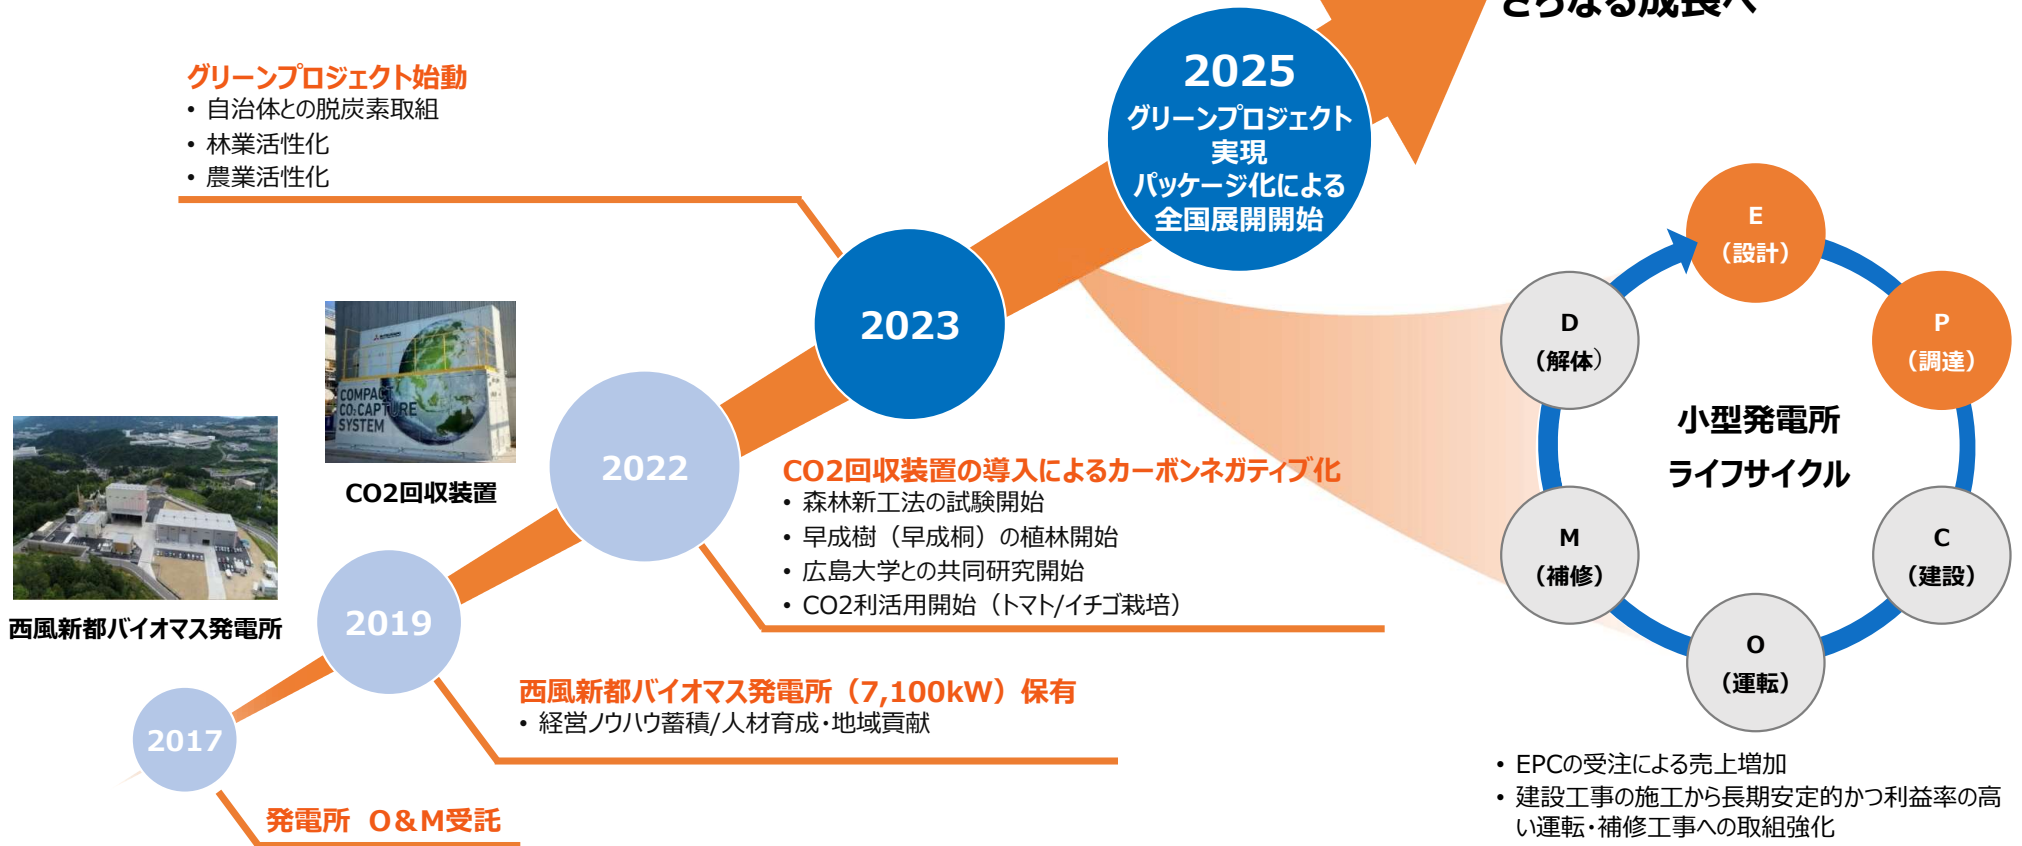 さらなる成長へ
グリーンプロジェクト始動
• 自治体との脱炭素取組
• 林業活性化
• 農業活性化
2025
グリーンプロジェクト
実現
パッケージ化による
全国展開開始
2023
COMPACT
CO₂ CAPTURE
SYSTEM
CO2回収装置
2022
CO2回収装置の導入によるカーボンネガティブ化
• 森林新工法の試験開始
• 早成樹（早成桐）の植林開始
• 広島大学との共同研究開始
• CO2利活用開始（トマト/イチゴ栽培）
西風新都バイオマス発電所
2019
西風新都バイオマス発電所（7,100kW）保有
• 経営ノウハウ蓄積/人材育成・地域貢献
2017
発電所 O＆M受託
E
（設計）
P
（調達）
C
（建設）
O
（運転）
M
（補修）
D
（解体）
小型発電所
ライフサイクル
• EPCの受注による売上増加
• 建設工事の施工から長期安定的かつ利益率の高
い運転・補修工事への取組強化